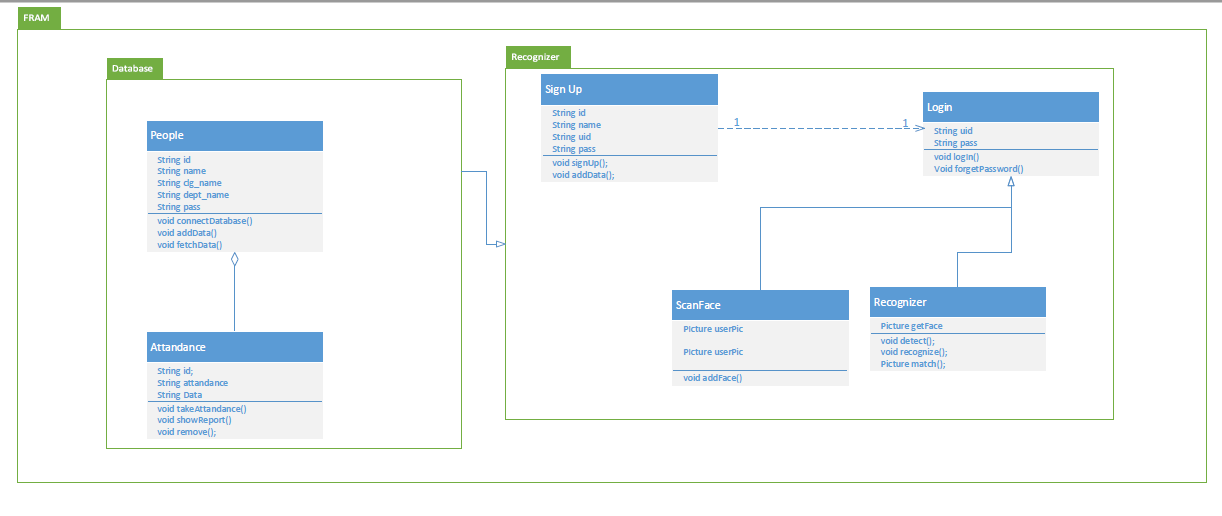 FRAM
Database
People
String id
String name
String clg_name
String dept_name
String pass
void connectDatabase()
void addData()
void fetchData()
Attandance
String id;
String attandance
String Data
void takeAttandance()
void showReport()
void remove();
Recognizer
Sign Up
String id
String name
String uid
String pass
void signUp();
void addData();
1
1
Login
String uid
String pass
void logIn()
Void forgetPassword()
ScanFace
Picture userPic
Picture userPic
void addFace()
Recognizer
Picture getFace
void detect();
void recognize();
Picture match();